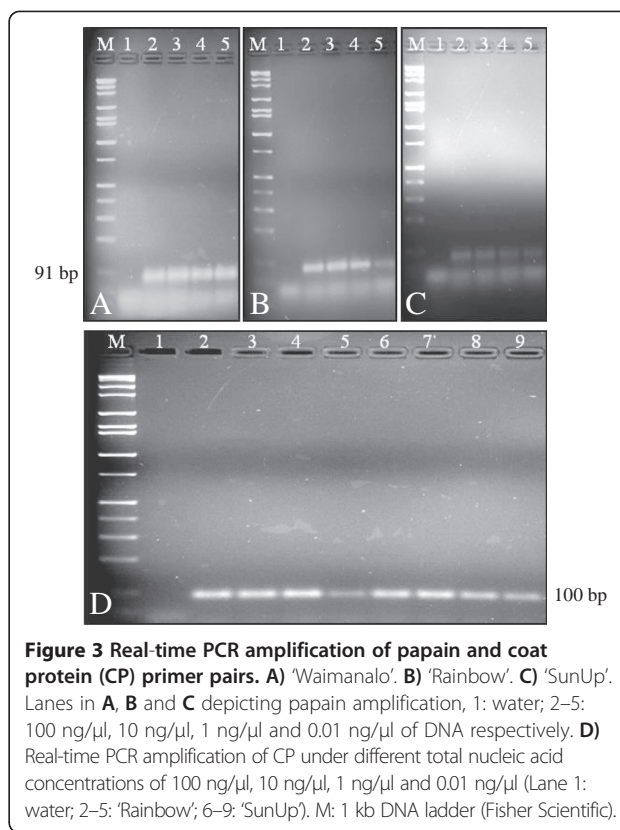 M 1 2 3 4 5
M 1 2 3 4 5
M 1 2 3 4 5
91 bp
A
B
C
M 1 2 3 4 5 6 7 8 9
D
100 bp
Figure 3 Real-time PCR amplification of papain and coat
protein (CP) primer pairs. A) ‘Waimanalo’. B) ‘Rainbow’. C) ‘SunUp’.
Lanes in A, B and C depicting papain amplification, 1: water; 2–5:
100 ng/μl, 10 ng/μl, 1 ng/μl and 0.01 ng/μl of DNA respectively. D)
Real-time PCR amplification of CP under different total nucleic acid
concentrations of 100 ng/μl, 10 ng/μl, 1 ng/μl and 0.01 ng/μl (Lane 1:
water; 2–5: ‘Rainbow’; 6–9: ‘SunUp’). M: 1 kb DNA ladder (Fisher Scientific).